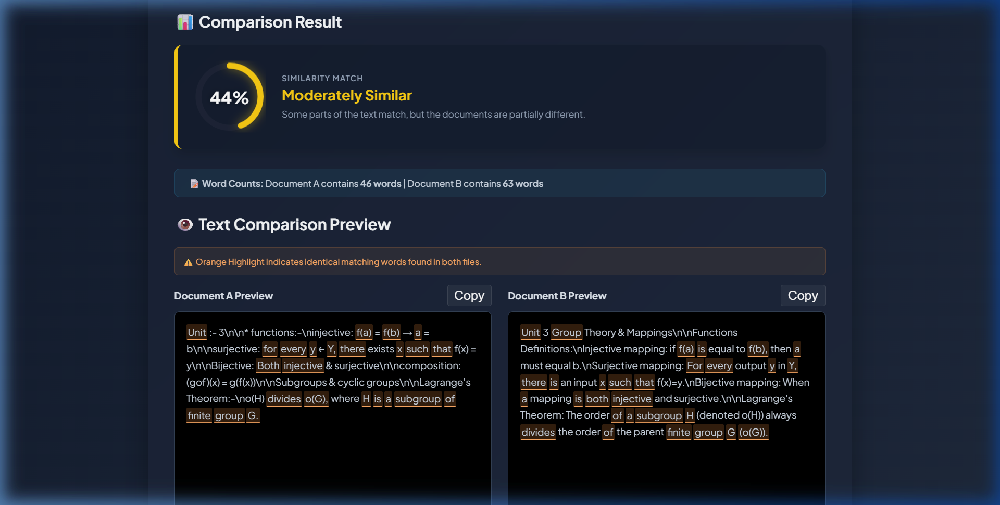 Comparison Result
44%
SIMILARITY MATCH
Moderately Similar
Some parts of the text match, but the documents are partially different.
Word Counts: Document A contains 46 words | Document B contains 63 words
Text Comparison Preview
Orange Highlight indicates identical matching words found in both files.
Document A Preview
Copy
Unit :- 3\n\n* functions:-\ninjective: f(a) = f(b) → a =
b\n\nsurjective: for every y ∈ Y, there exists x such that f(x) =
y\n\nBijective: Both injective & surjective\n\ncomposition:
(gof)(x) = g(f(x))\n\nSubgroups & cyclic groups\n\nLagrange's
Theorem:-\no(H) divides o(G), where H is a subgroup of
finite group G.
Document B Preview
Copy
Unit 3 Group Theory & Mappings\n\nFunctions
Definitions:\nInjective mapping: if f(a) is equal to f(b), then a
must equal b.\nSurjective mapping: For every output y in Y,
there is an input x such that f(x)=y.\nBijective mapping: When
a mapping is both injective and surjective.\n\nLagrange's
Theorem: The order of a subgroup H (denoted o(H)) always
divides the order of the parent finite group G (o(G)).